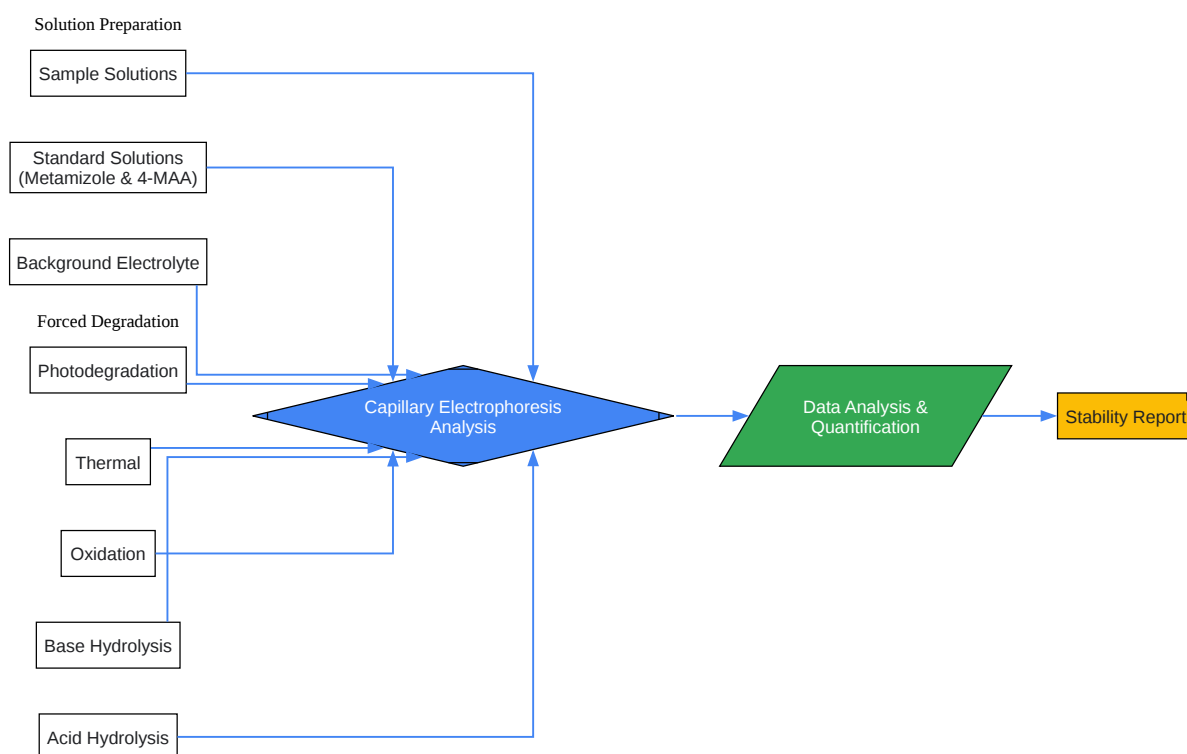 Solution Preparation
Sample Solutions
Standard Solutions
(Metamizole & 4-MAA)
Background Electrolyte
Forced Degradation
Photodegradation
Thermal
Oxidation
Base Hydrolysis
Acid Hydrolysis
Capillary Electrophoresis
Analysis
Data Analysis &
Quantification
Stability Report